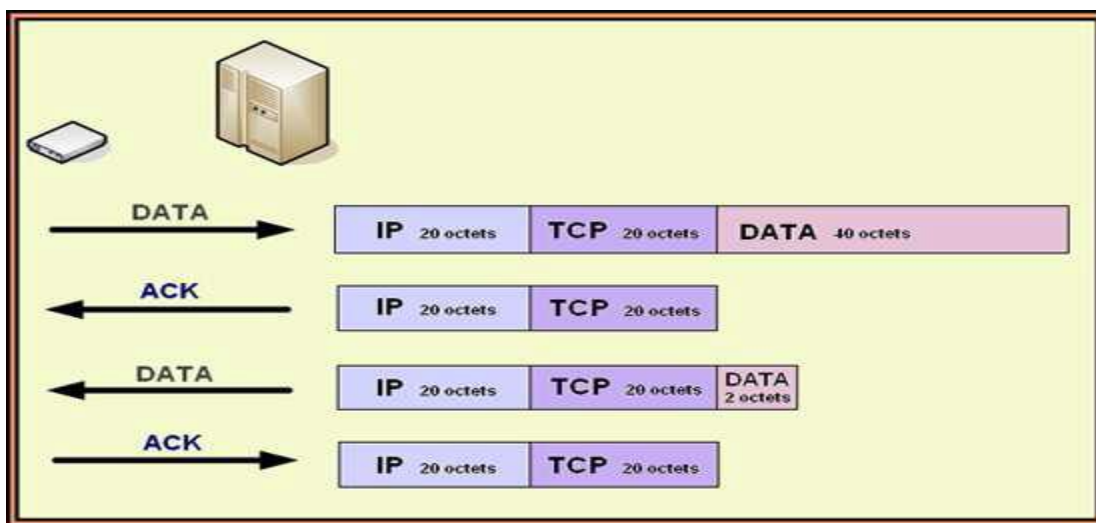 DATA
IP 20 octets TCP 20 octets DATA 40 octets
ACK
IP 20 octets TCP 20 octets
DATA
IP 20 octets TCP 20 octets DATA 2 octets
ACK
IP 20 octets TCP 20 octets